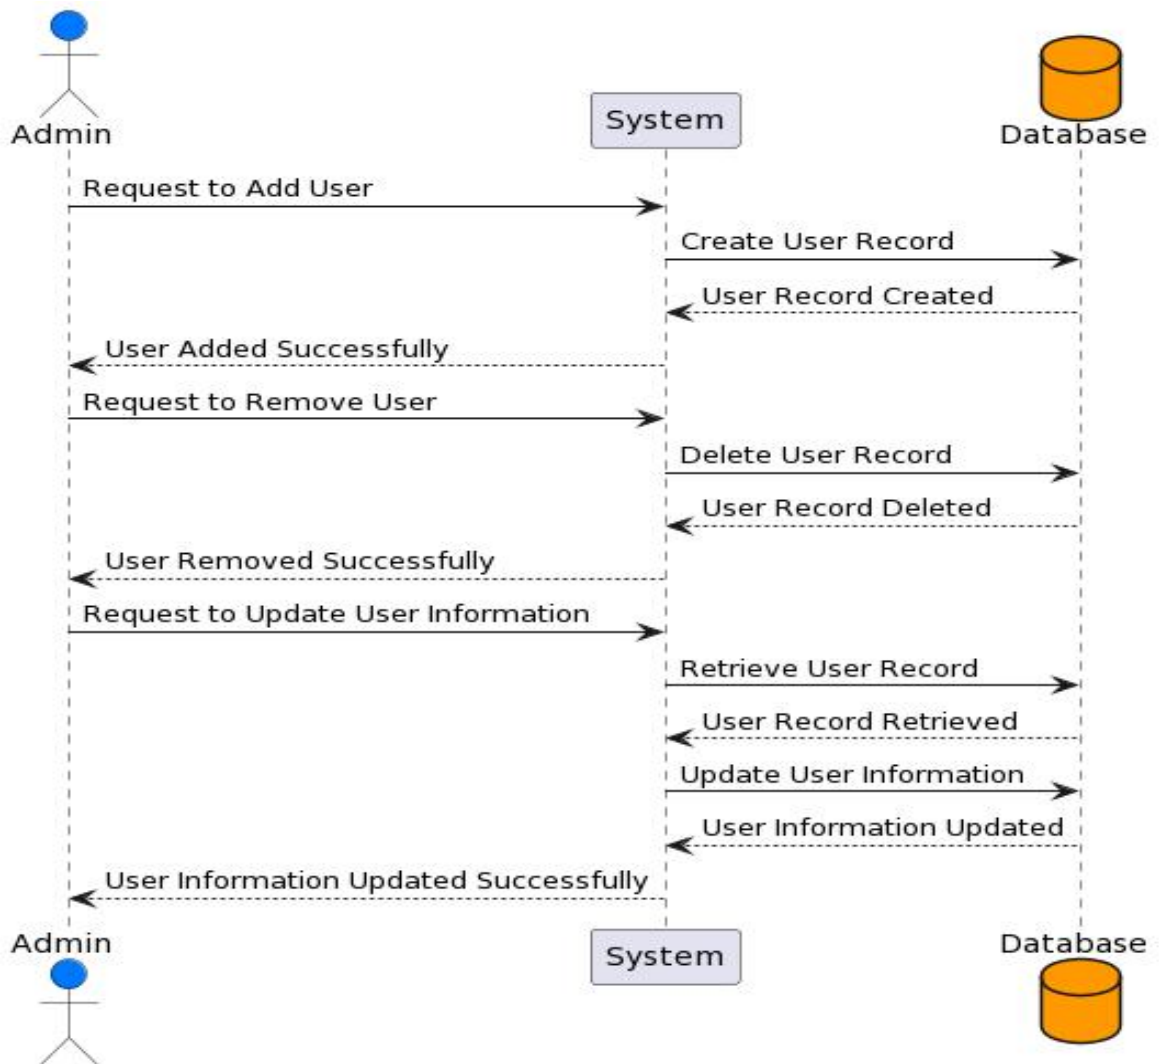 Admin
System
Database
Request to Add User
Create User Record
User Record Created
User Added Successfully
Request to Remove User
Delete User Record
User Record Deleted
User Removed Successfully
Request to Update User Information
Retrieve User Record
User Record Retrieved
Update User Information
User Information Updated
User Information Updated Successfully
Admin
System
Database